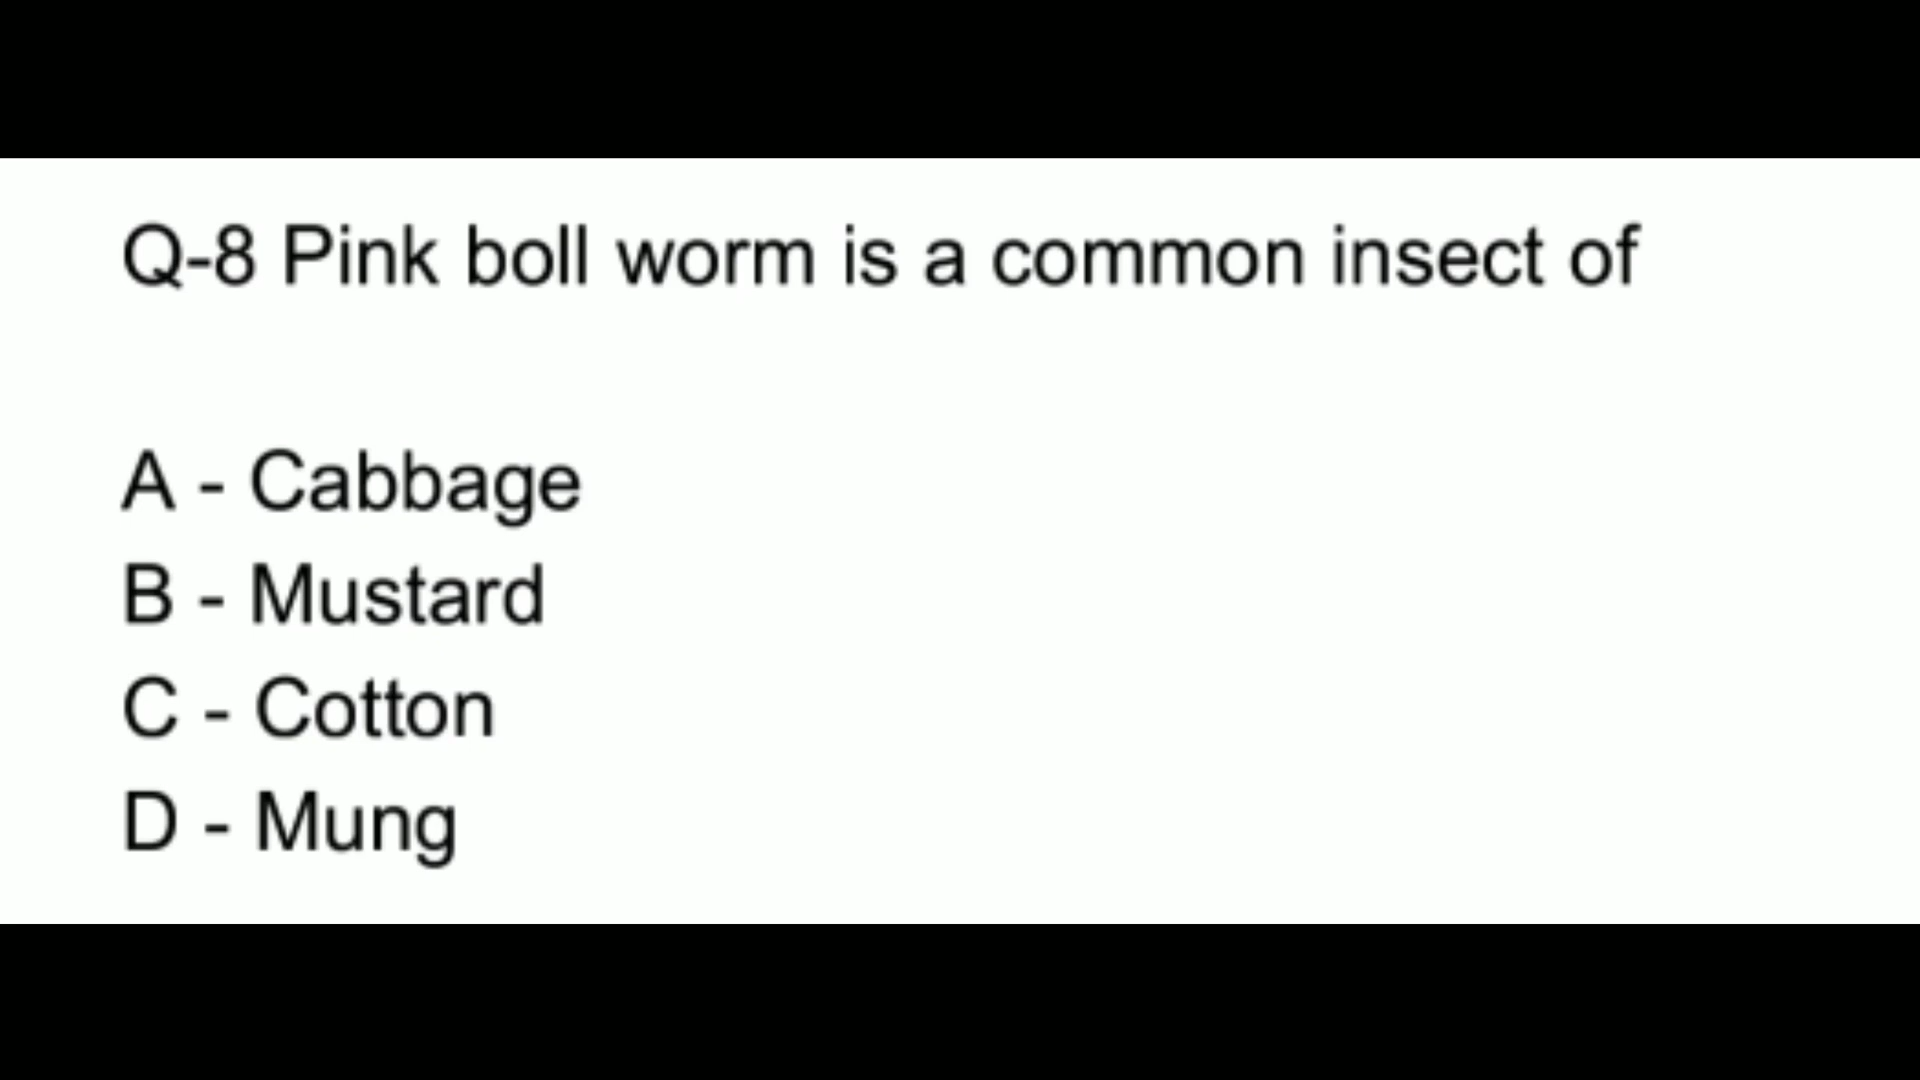 Q-8 Pink boll worm is a common insect of
A - Cabbage
B - Mustard
C - Cotton
D - Mung